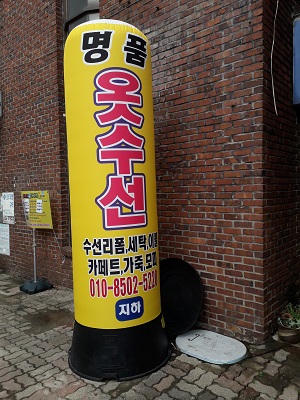 명품
옷수선
수선리폼,세탁,이불
카페트,가죽,모피
010-8502-5220
지하